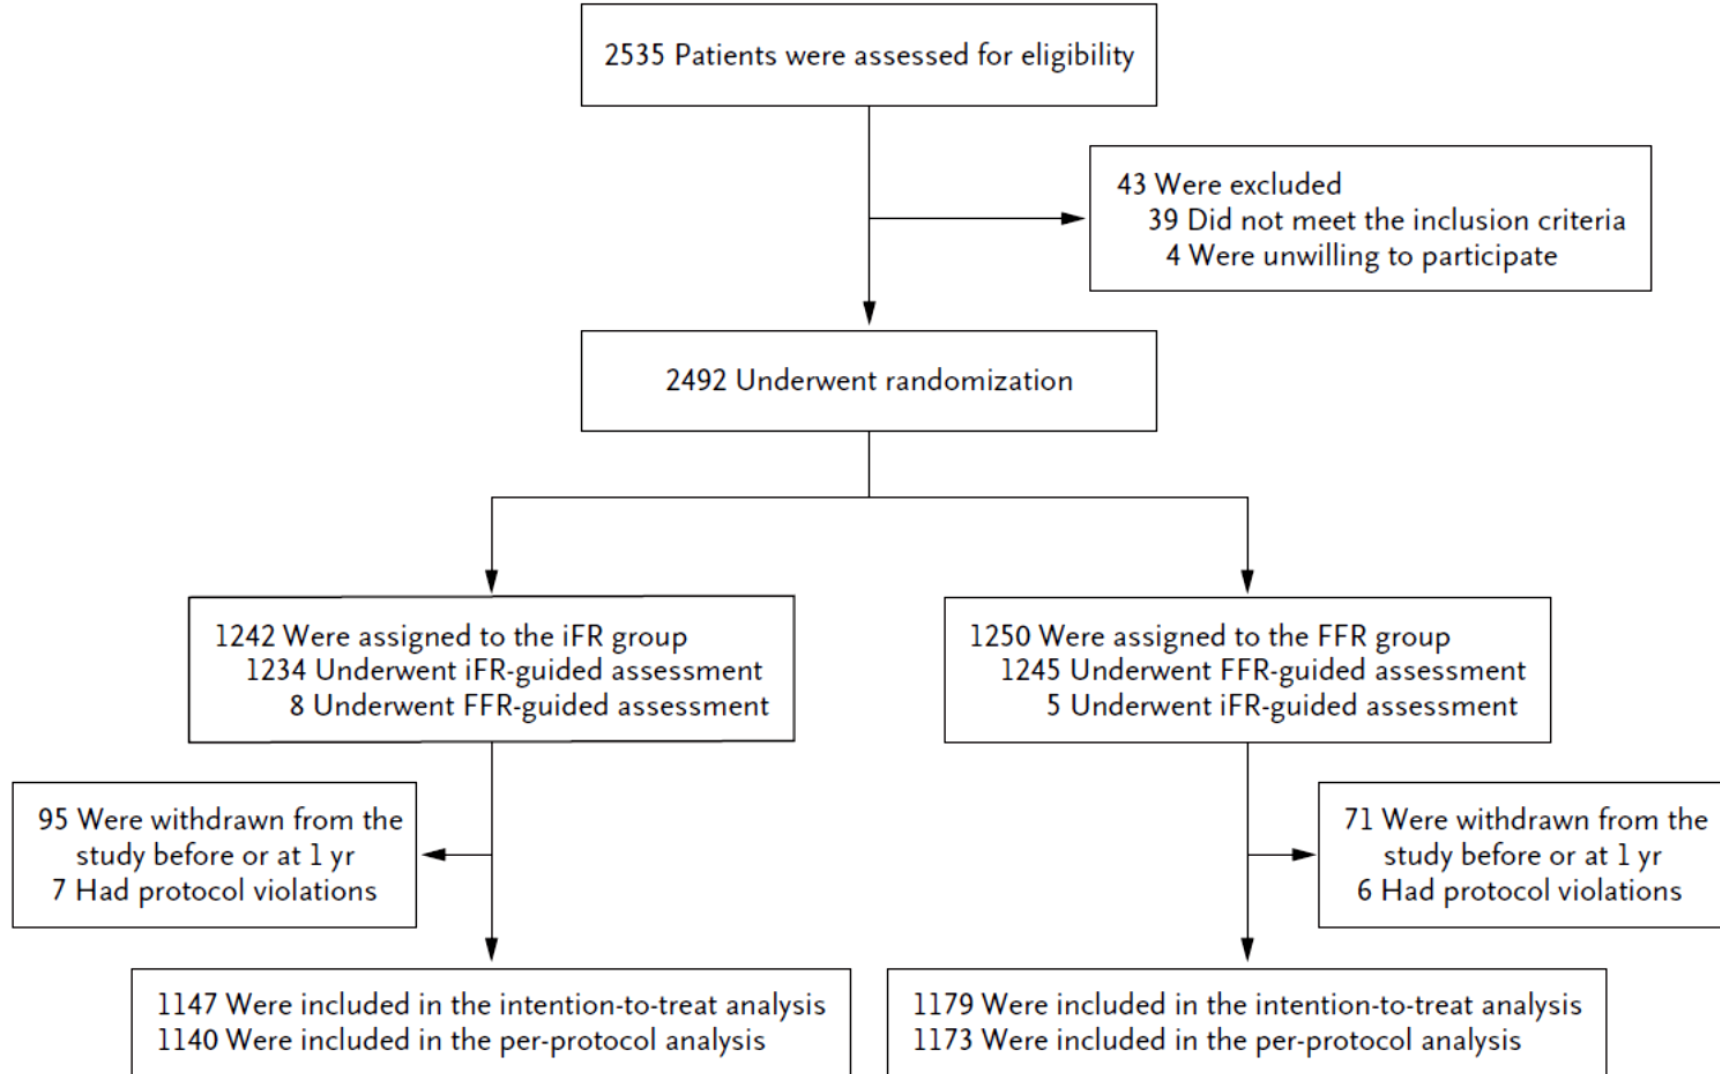 2535 Patients were assessed for eligibility
43 Were excluded
39 Did not meet the inclusion criteria
4 Were unwilling to participate
2492 Underwent randomization
1242 Were assigned to the iFR group
1234 Underwent iFR-guided assessment
8 Underwent FFR-guided assessment
1250 Were assigned to the FFR group
1245 Underwent FFR-guided assessment
5 Underwent iFR-guided assessment
95 Were withdrawn from the
study before or at 1 yr
7 Had protocol violations
71 Were withdrawn from the
study before or at 1 yr
6 Had protocol violations
1147 Were included in the intention-to-treat analysis
1140 Were included in the per-protocol analysis
1179 Were included in the intention-to-treat analysis
1173 Were included in the per-protocol analysis